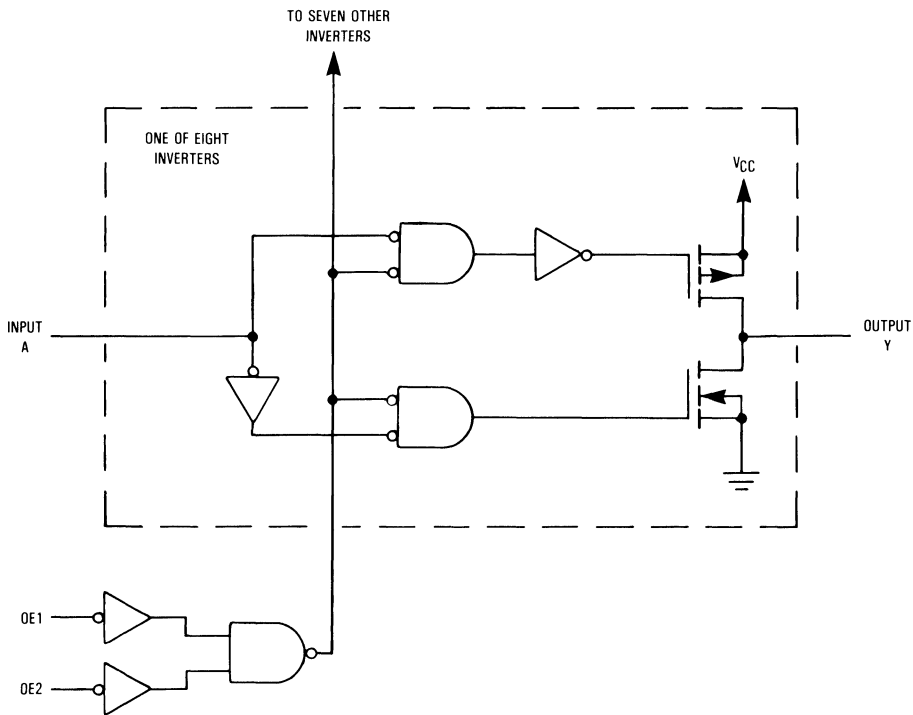 TO SEVEN OTHER
INVERTERS
ONE OF EIGHT
INVERTERS
VCC
INPUT
A
OUTPUT
Y
OE1
OE2